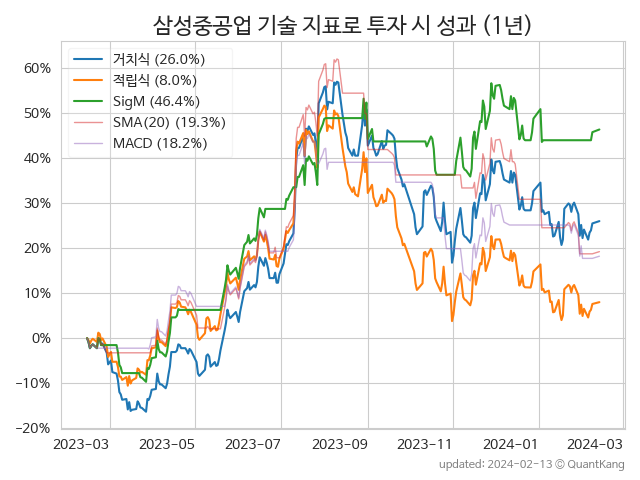 삼성중공업 기술 지표로 투자 시 성과 (1년)
거치식 (26.0%)
적립식 (8.0%)
SigM (46.4%)
SMA(20) (19.3%)
MACD (18.2%)
60%
50%
40%
30%
20%
10%
0%
−10%
−20%
2023-03 2023-05 2023-07 2023-09 2023-11 2024-01 2024-03
updated: 2024-02-13 © QuantKang